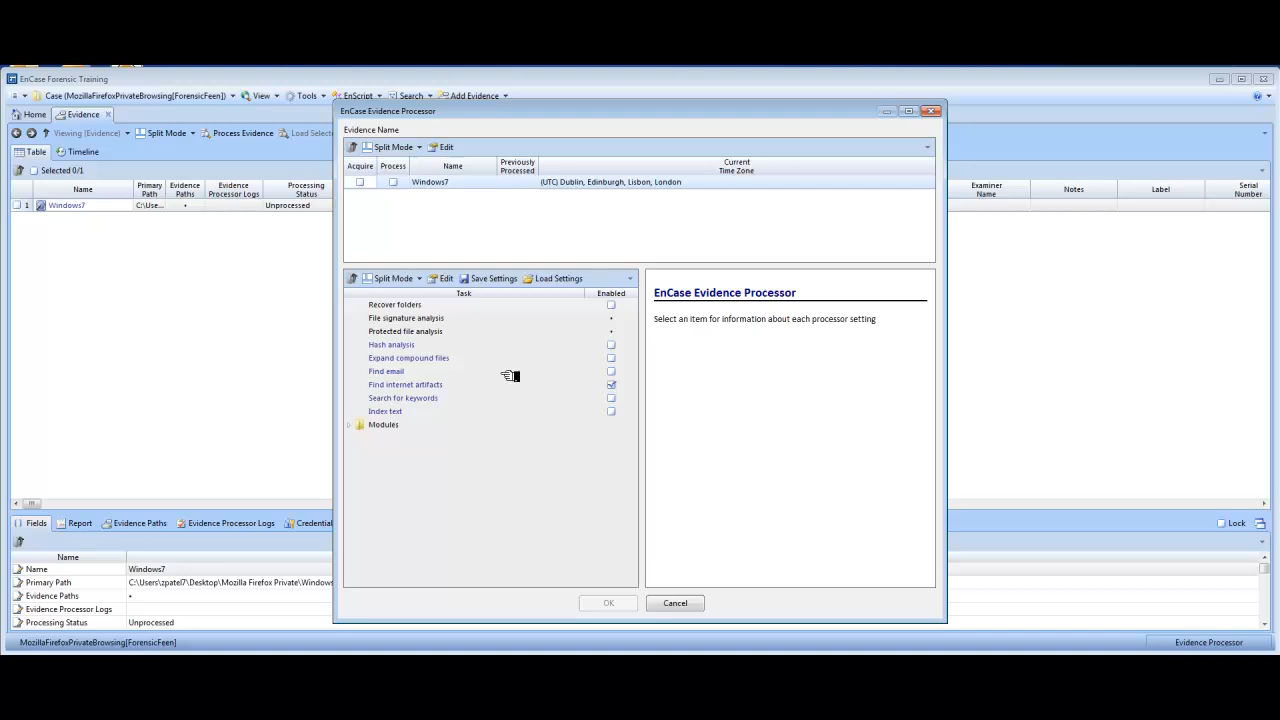 EnCase Forensic Training
Case (MozillaFirefoxPrivateBrowsing[ForensicFeen]) View Tools EnScript Search Add Evidence
Home Evidence
Viewing (Evidence) Split Mode Process Evidence Load Selec
Table Timeline
Selected 0/1
Name Primary Path Evidence Paths Evidence Processor Logs Processing Status Examiner Name Notes Label Serial Number
1 Windows7 C:\Use... • Unprocessed
EnCase Evidence Processor
Evidence Name
Split Mode Edit
Acquire Process Name Previously Processed Current Time Zone
Windows7 (UTC) Dublin, Edinburgh, Lisbon, London
Split Mode Edit Save Settings Load Settings
Task Enabled
Recover folders
File signature analysis •
Protected file analysis •
Hash analysis
Expand compound files
Find email
Find internet artifacts
Search for keywords
Index text
Modules
EnCase Evidence Processor
Select an item for information about each processor setting
OK Cancel
Fields Report Evidence Paths Evidence Processor Logs Credential
Lock
Name
Name Windows7
Primary Path C:\Users\zpatel7\Desktop\Mozilla Firefox Private\Windows
Evidence Paths •
Evidence Processor Logs
Processing Status Unprocessed
MozillaFirefoxPrivateBrowsing[ForensicFeen] Evidence Processor